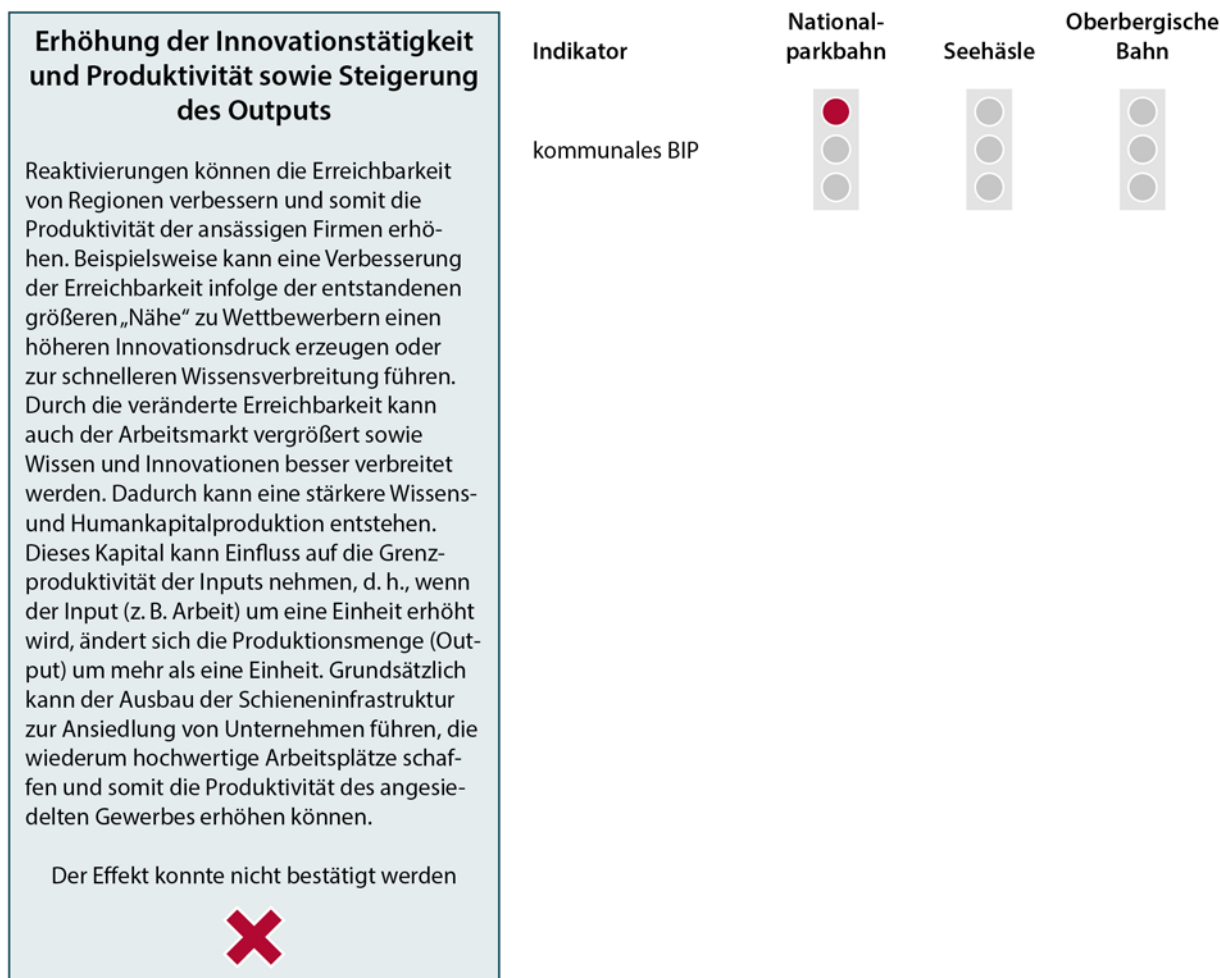 Erhöhung der Innovationstätigkeit
und Produktivität sowie Steigerung
des Outputs
Reaktivierungen können die Erreichbarkeit
von Regionen verbessern und somit die
Produktivität der ansässigen Firmen erhö-
hen. Beispielsweise kann eine Verbesserung
der Erreichbarkeit infolge der entstandenen
größeren „Nähe“ zu Wettbewerbern einen
höheren Innovationsdruck erzeugen oder
zur schnelleren Wissensverbreitung führen.
Durch die veränderte Erreichbarkeit kann
auch der Arbeitsmarkt vergrößert sowie
Wissen und Innovationen besser verbreitet
werden. Dadurch kann eine stärkere Wissens-
und Humankapitalproduktion entstehen.
Dieses Kapital kann Einfluss auf die Grenz-
produktivität der Inputs nehmen, d. h., wenn
der Input (z. B. Arbeit) um eine Einheit erhöht
wird, ändert sich die Produktionsmenge (Out-
put) um mehr als eine Einheit. Grundsätzlich
kann der Ausbau der Schieneninfrastruktur
zur Ansiedlung von Unternehmen führen, die
wiederum hochwertige Arbeitsplätze schaf-
fen und somit die Produktivität des angesie-
delten Gewerbes erhöhen können.
Der Effekt konnte nicht bestätigt werden
Indikator
National-
parkbahn
Seehäsle
Oberbergische
Bahn
kommunales BIP